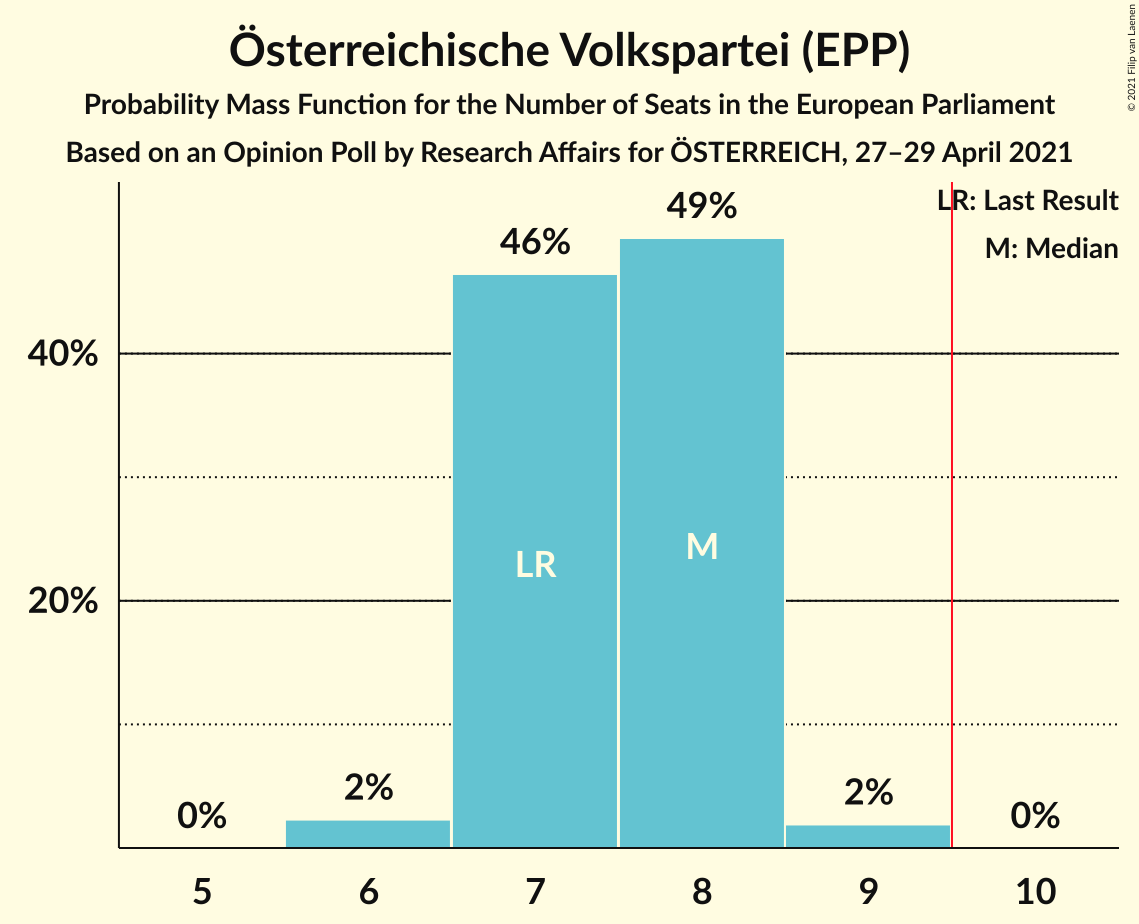 Österreichische Volkspartei (EPP)
Probability Mass Function for the Number of Seats in the European Parliament
Based on an Opinion Poll by Research Affairs for ÖSTERREICH, 27–29 April 2021
© 2021 Filip van Laenen
LR: Last Result
M: Median
49%
46%
40%
20%
LR
M
0%
2%
2%
0%
5
6
7
8
9
10